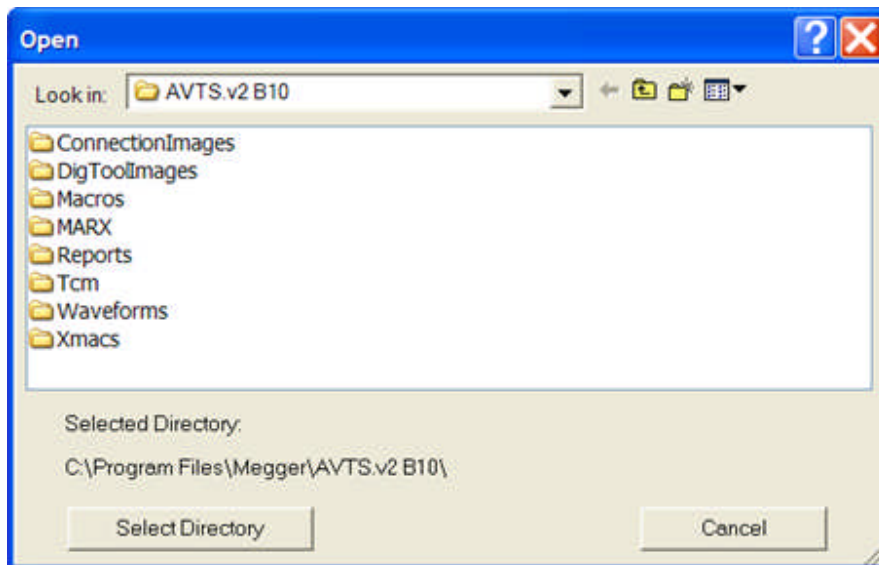 Open
Look in: AVTS.v2 B10
ConnectionImages
DigToolImages
Macros
MARX
Reports
Tcm
Waveforms
Xmacs
Selected Directory:
C:\Program Files\Megger\AVTS.v2 B10\
Select Directory Cancel